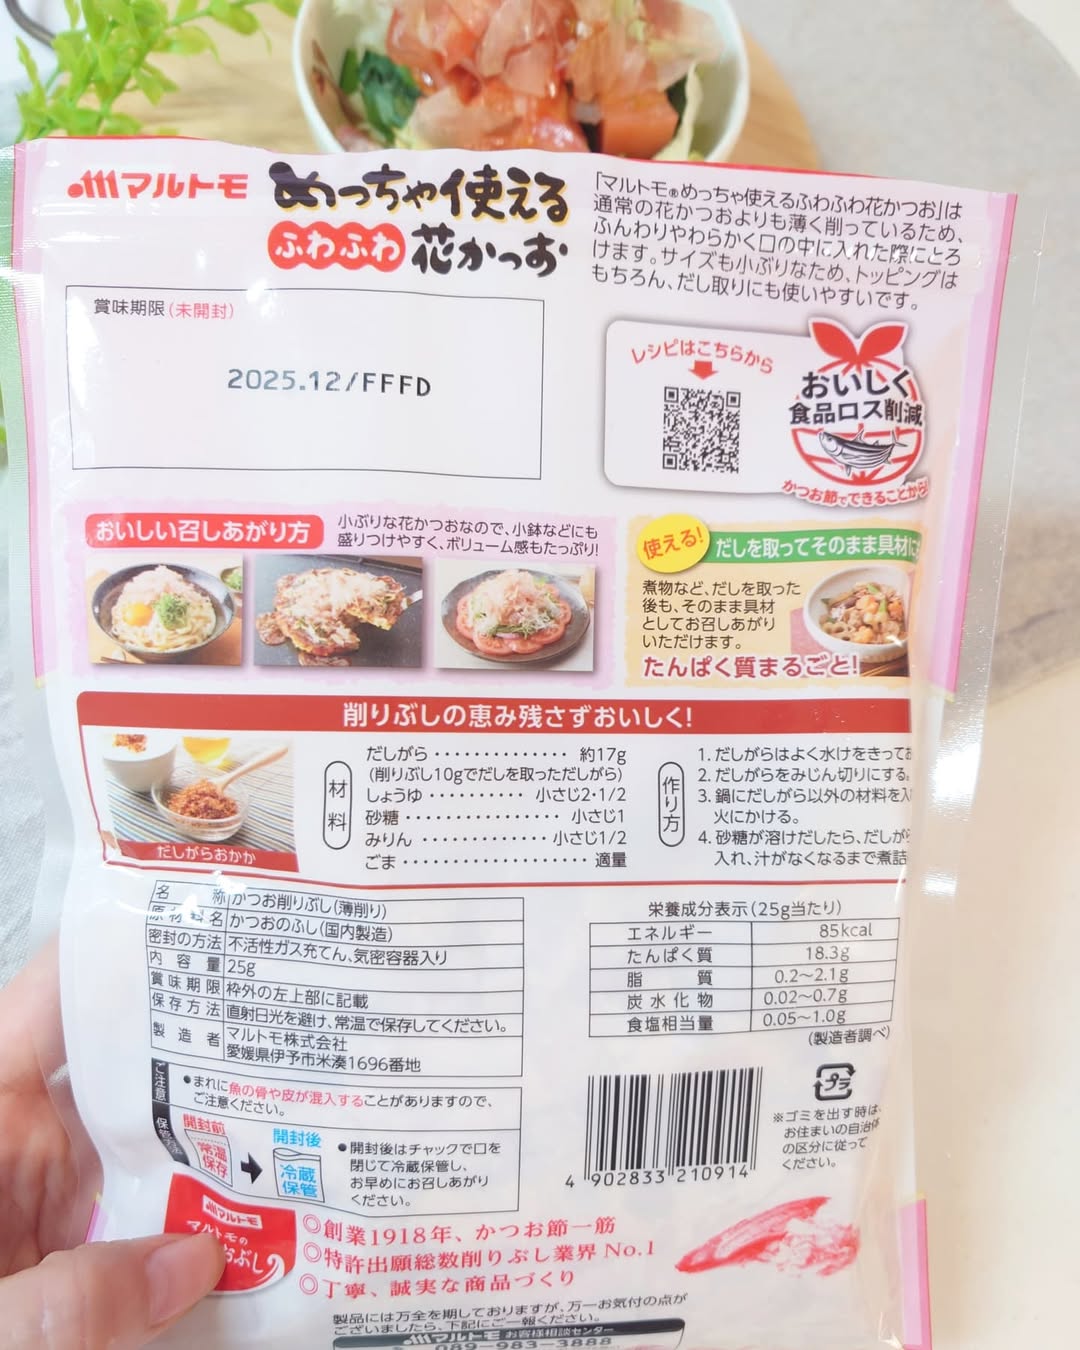 マルトモ
めっちゃ使える
ふわふわ 花かつお
「マルトモ®めっちゃ使えるふわふわ花かつお」は
通常の花かつおよりも薄く削っているため、
ふんわりやわらかく口の中に入れた際にとろ
けます。サイズも小ぶりなため、トッピングは
もちろん、だし取りにも使いやすいです。
賞味期限(未開封)
2025.12/FFFD
レシピはこちらから
おいしく
食品ロス削減
かつお節でできることから!
おいしい召しあがり方
小ぶりな花かつおなので、小鉢などにも
盛りつけやすく、ボリューム感もたっぷり!
使える!
だしを取ってそのまま具材に
煮物など、だしを取った
後も、そのまま具材
としてお召しあがり
いただけます。
たんぱく質まるごと!
削りぶしの恵み残さずおいしく!
だしがらおかか
材料
だしがら・・・・・・・・・・・・・・ 約17g
(削りぶし10gでだしを取っただしがら)
しょうゆ・・・・・・・・・・ 小さじ2・1/2
砂糖・・・・・・・・・・・・・・・・ 小さじ1
みりん・・・・・・・・・・・・・・・小さじ1/2
ごま・・・・・・・・・・・・・・・・・・・ 適量
作り方
1. だしがらはよく水けをきって
2. だしがらをみじん切りにする。
3. 鍋にだしがら以外の材料を入
火にかける。
4. 砂糖が溶けだしたら、だしが
入れ、汁がなくなるまで煮詰
名称 かつお削りぶし(薄削り)
原材料名 かつおのふし(国内製造)
密封の方法 不活性ガス充てん、気密容器入り
内容量 25g
賞味期限 枠外の左上部に記載
保存方法 直射日光を避け、常温で保存してください。
製造者 マルトモ株式会社
愛媛県伊予市米湊1696番地
栄養成分表示(25g当たり)
エネルギー 85kcal
たんぱく質 18.3g
脂質 0.2〜2.1g
炭水化物 0.02〜0.7g
食塩相当量 0.05〜1.0g
(製造者調べ)
ご注意
●まれに魚の骨や皮が混入することがありますので、
ご注意ください。
保管方法
開封前
常温
保存
開封後
冷蔵
保管
●開封後はチャックで口を
閉じて冷蔵保管し、
お早めにお召しあがり
ください。
4 902833 210914
プラ
※ゴミを出す時は、
お住まいの自治体
の区分に従って
ください。
マルトモ
マルトモの
おぶし
◎創業1918年、かつお節一筋
◎特許出願総数削りぶし業界 No.1
◎丁寧、誠実な商品づくり
製品には万全を期しておりますが、万一お気付の点が
ございましたら、下記にご一報ください。
マルトモ お客様相談センター
089-983-3888